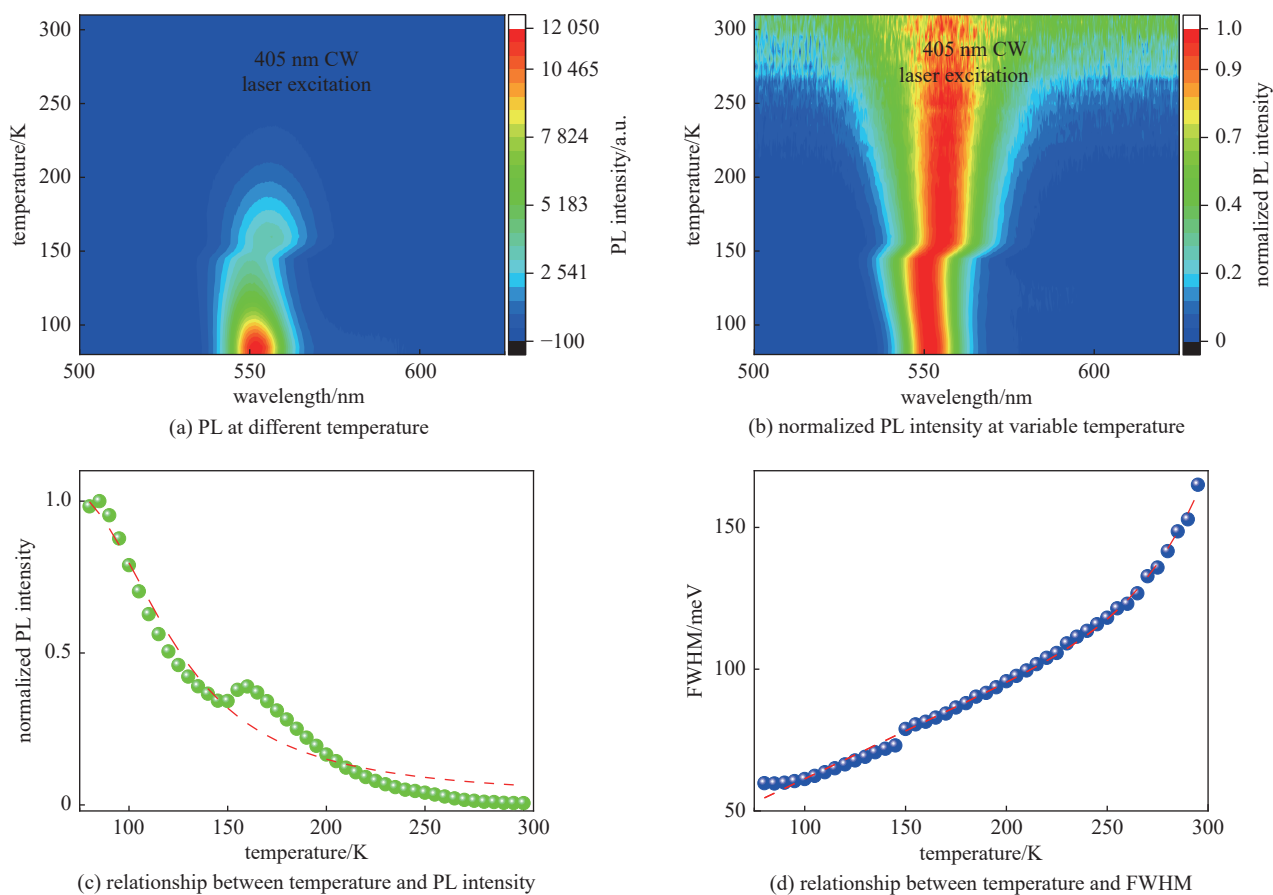 300
250
200
150
100
temperature/K
405 nm CW
laser excitation
12 050
10 465
7 824
5 183
2 541
−100
PL intensity/a.u.
500
550
600
wavelength/nm
(a) PL at different temperature
300
250
200
150
100
temperature/K
405 nm CW
laser excitation
1.0
0.9
0.7
0.4
0.2
0
normalized PL intensity
500
550
600
wavelength/nm
(b) normalized PL intensity at variable temperature
1.0
0.5
0
normalized PL intensity
100
200
300
temperature/K
(c) relationship between temperature and PL intensity
150
100
50
FWHM/meV
100
150
200
250
300
temperature/K
(d) relationship between temperature and FWHM